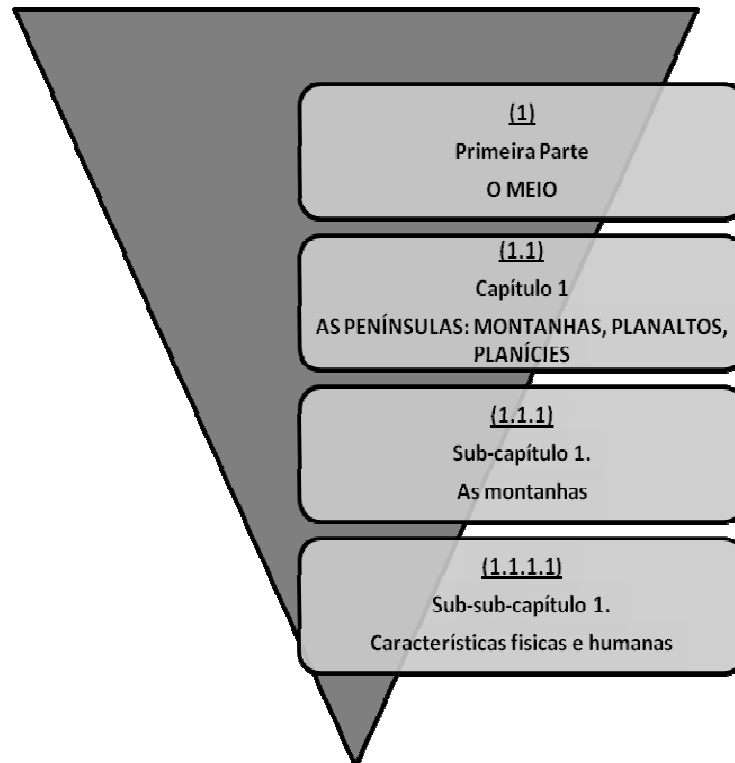 (1)
Primeira Parte
O MEIO
(1.1)
Capítulo 1
AS PENÍNSULAS: MONTANHAS, PLANALTOS,
PLANÍCIES
(1.1.1)
Sub-capítulo 1.
As montanhas
(1.1.1.1)
Sub-sub-capítulo 1.
Características fisicas e humanas